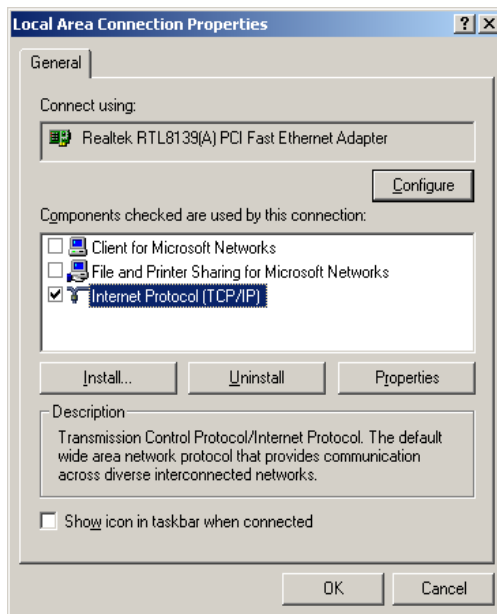 Local Area Connection Properties
General
Connect using:
Realtek RTL8139(A) PCI Fast Ethernet Adapter
Configure
Components checked are used by this connection:
Client for Microsoft Networks
File and Printer Sharing for Microsoft Networks
Internet Protocol (TCP/IP)
Install... Uninstall Properties
Description
Transmission Control Protocol/Internet Protocol. The default
wide area network protocol that provides communication
across diverse interconnected networks.
Show icon in taskbar when connected
OK Cancel